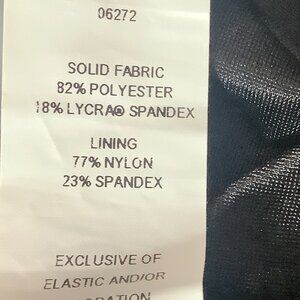 06272
SOLID FABRIC
82% POLYESTER
18% LYCRA® SPANDEX
LINING
77% NYLON
23% SPANDEX
EXCLUSIVE OF
ELASTIC AND/OR